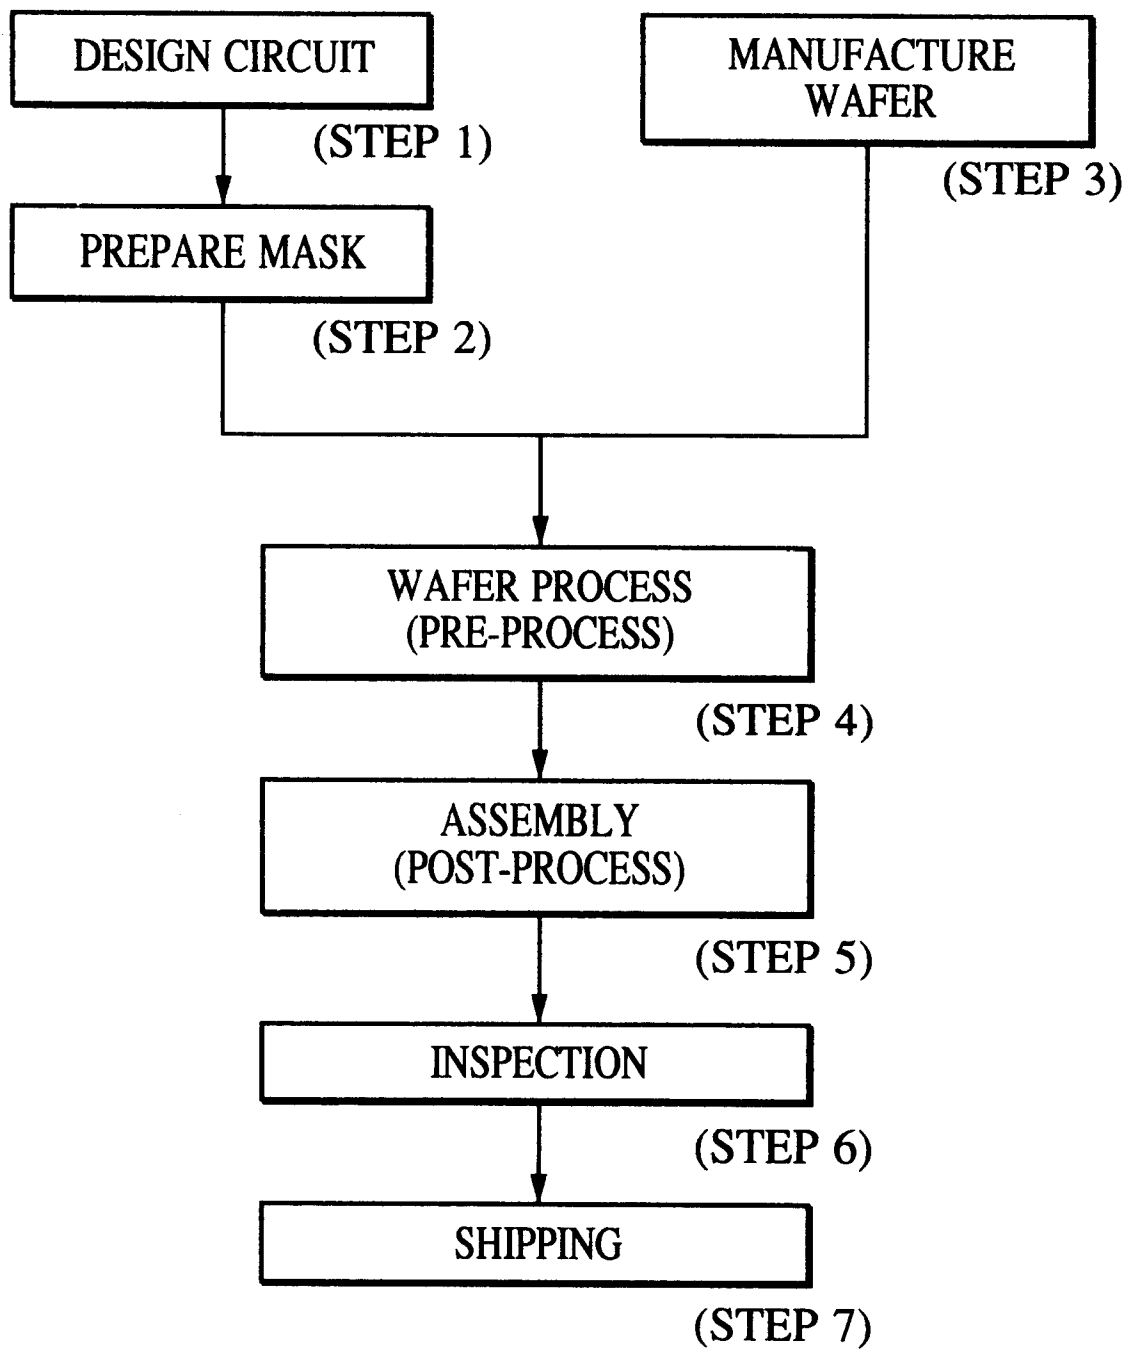 DESIGN CIRCUIT
(STEP 1)
PREPARE MASK
(STEP 2)
MANUFACTURE
WAFER
(STEP 3)
WAFER PROCESS
(PRE-PROCESS)
(STEP 4)
ASSEMBLY
(POST-PROCESS)
(STEP 5)
INSPECTION
(STEP 6)
SHIPPING
(STEP 7)